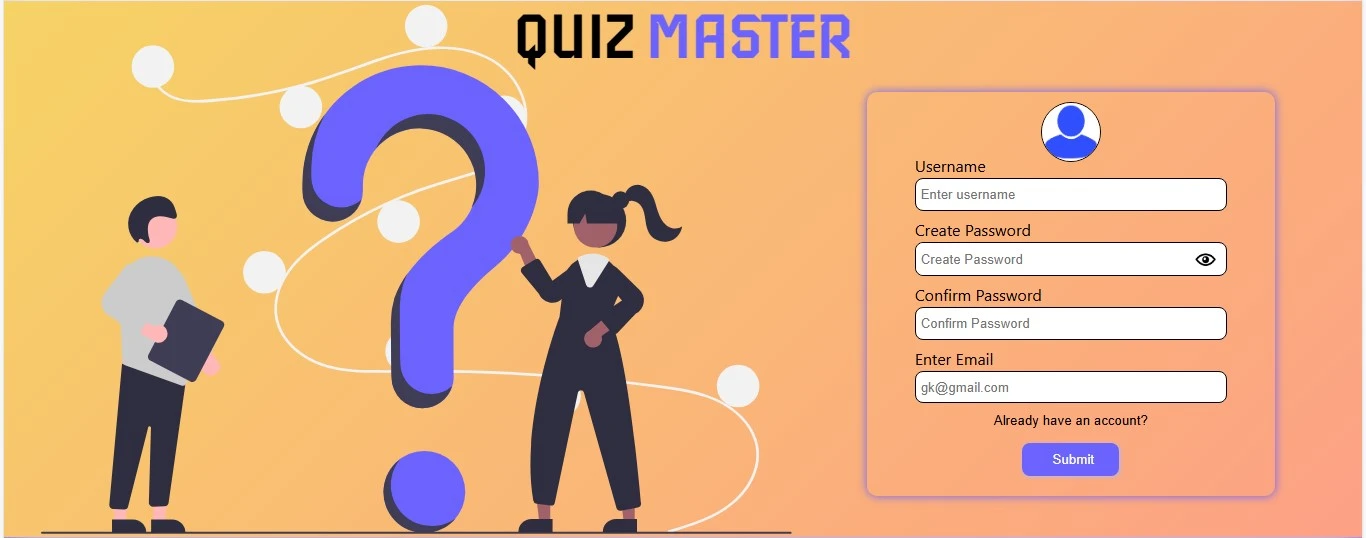 QUIZ MASTER
Username
Enter username
Create Password
Create Password
Confirm Password
Confirm Password
Enter Email
gk@gmail.com
Already have an account?
Submit